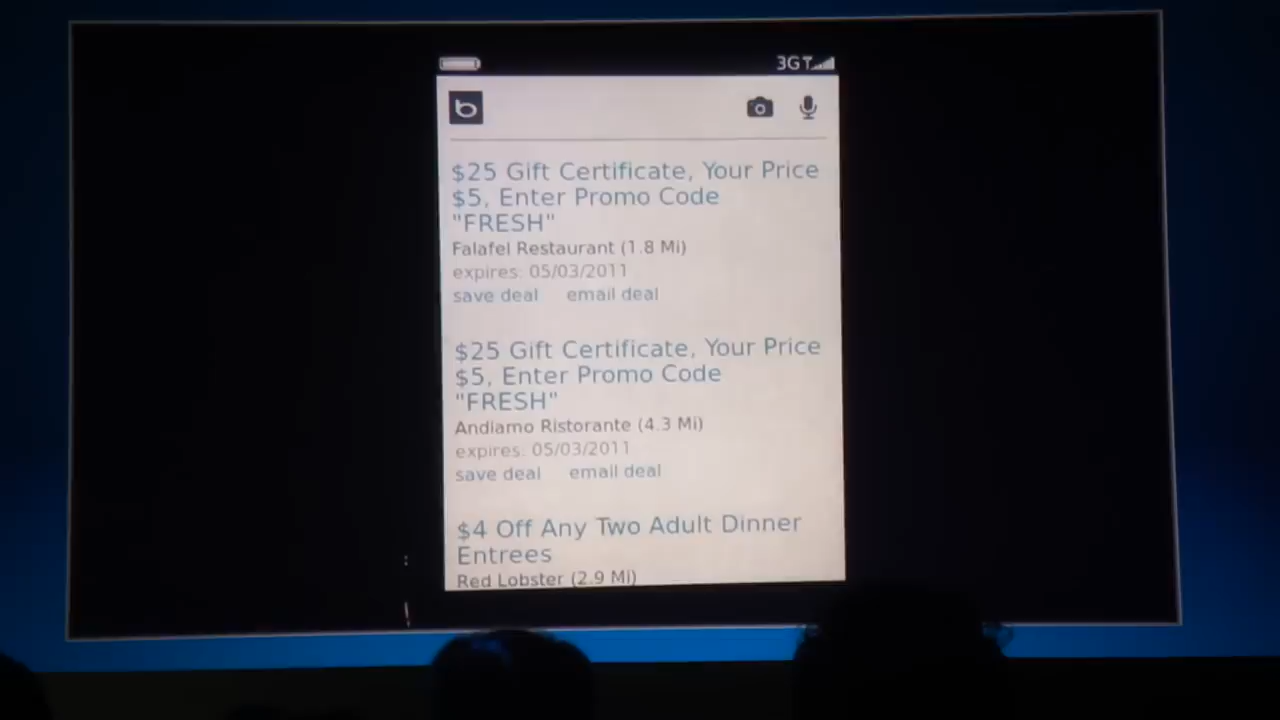 3G
b
$25 Gift Certificate, Your Price
$5, Enter Promo Code
"FRESH"
Falafel Restaurant (1.8 Mi)
expires: 05/03/2011
save deal email deal
$25 Gift Certificate, Your Price
$5, Enter Promo Code
"FRESH"
Andiamo Ristorante (4.3 Mi)
expires: 05/03/2011
save deal email deal
$4 Off Any Two Adult Dinner
Entrees
Red Lobster (2.9 Mi)